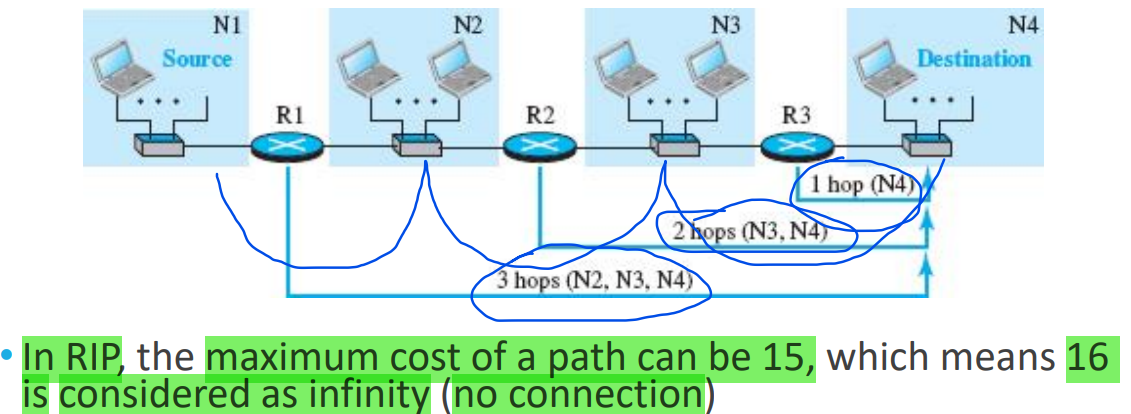 N1 N2 N3 N4
Source Destination
R1 R2 R3
1 hop (N4)
2 hops (N3, N4)
3 hops (N2, N3, N4)
• In RIP, the maximum cost of a path can be 15, which means 16
is considered as infinity (no connection)